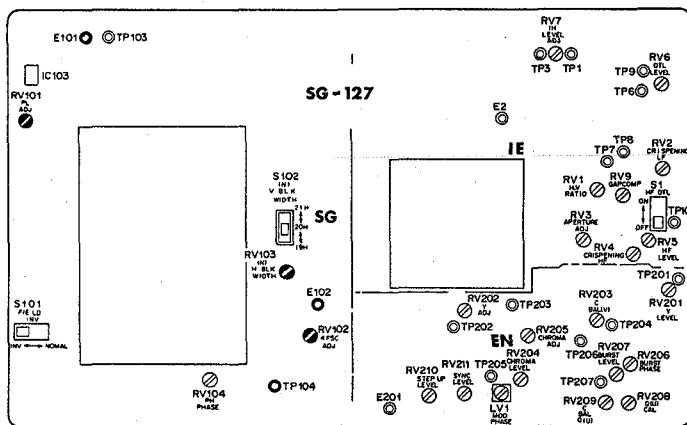 E101
TP103
IC103
RV101
PL
ADJ
SG-127
RV7
IN
LEVEL
ADJ
TP3
TP1
TP9
TP6
RV6
DTL
LEVEL
E2
IE
TP8
TP7
RV2
CRISPENING
LF
RV1
H.V
RATIO
RV9
GAPCOMP
S1
HF DTL
ON
OFF
TPK
RV3
APERTURE
ADJ
RV4
CRISPENING
HF
RV5
HF
LEVEL
S102
(N)
V BLK
WIDTH
21H
20H
19H
SG
RV103
(N)
H BLK
WIDTH
E102
RV102
4 FSC
ADJ
S101
FIELD
INV
INV
NOMAL
RV104
PH
PHASE
TP104
TP201
RV201
Y LEVEL
RV202
Y ADJ
TP203
TP202
EN
RV205
CHROMA ADJ
RV203
C
BAL(V)
TP204
TP206
RV207
BURST
LEVEL
RV206
BURST
PHASE
RV210
STEP UP
LEVEL
RV211
SYNC
LEVEL
TP205
RV204
CHROMA
LEVEL
LV1
MOD
PHASE
E201
TP207
RV209
C
BAL
RV208
CAL